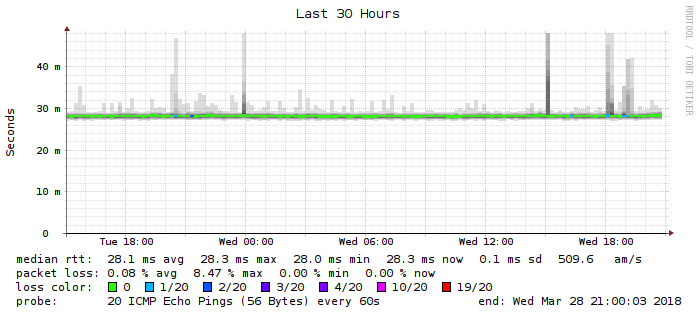 Last 30 Hours
RRDTOOL / TOBI OETIKER
Seconds
40 m
30 m
20 m
10 m
0
Tue 18:00 Wed 00:00 Wed 06:00 Wed 12:00 Wed 18:00
median rtt: 28.1 ms avg 28.3 ms max 28.0 ms min 28.3 ms now 0.1 ms sd 509.6 am/s
packet loss: 0.08 % avg 8.47 % max 0.00 % min 0.00 % now
loss color: 0 1/20 2/20 3/20 4/20 10/20 19/20
probe: 20 ICMP Echo Pings (56 Bytes) every 60s end: Wed Mar 28 21:00:03 2018